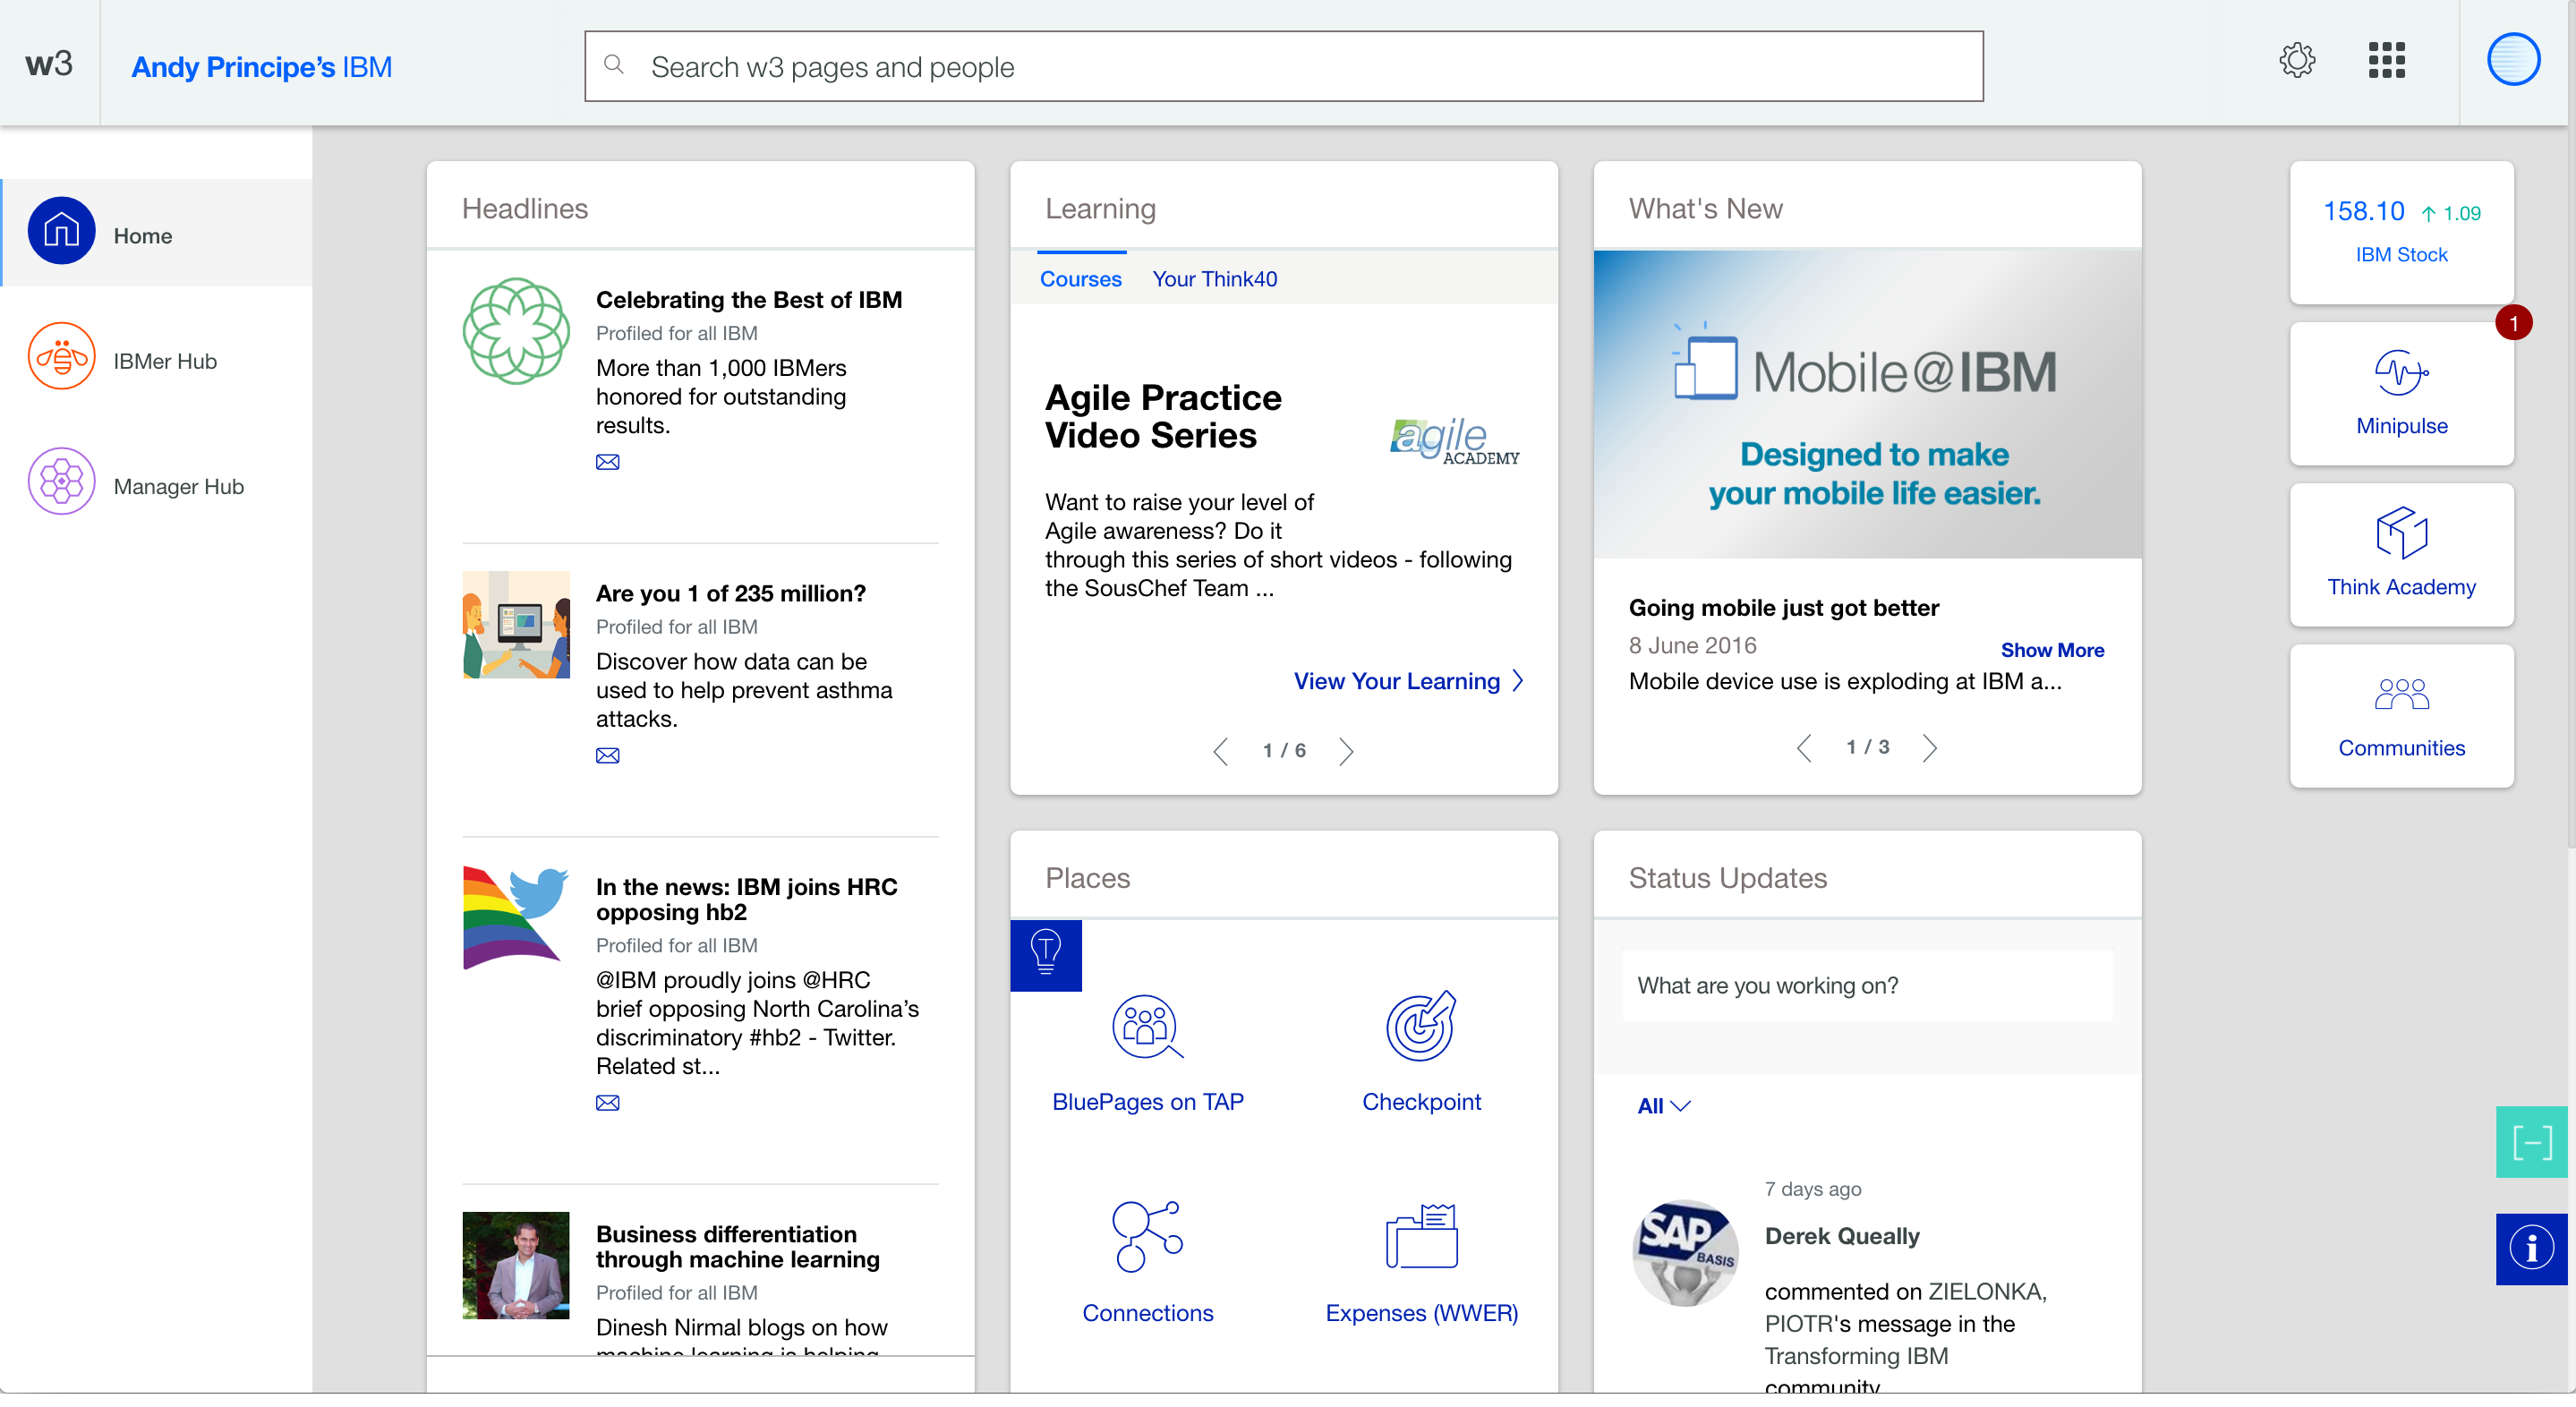 w3
Andy Principe’s IBM
Search w3 pages and people
Home
IBMer Hub
Manager Hub
Headlines
Celebrating the Best of IBM
Profiled for all IBM
More than 1,000 IBMers
honored for outstanding
results.
Are you 1 of 235 million?
Profiled for all IBM
Discover how data can be
used to help prevent asthma
attacks.
In the news: IBM joins HRC
opposing hb2
Profiled for all IBM
@IBM proudly joins @HRC
brief opposing North Carolina’s
discriminatory #hb2 - Twitter.
Related st...
Business differentiation
through machine learning
Profiled for all IBM
Dinesh Nirmal blogs on how
machine learning is helping
Learning
Courses Your Think40
Agile Practice
Video Series
agile
ACADEMY
Want to raise your level of
Agile awareness? Do it
through this series of short videos - following
the SousChef Team ...
View Your Learning
1 / 6
What's New
Mobile@IBM
Designed to make
your mobile life easier.
Going mobile just got better
8 June 2016
Show More
Mobile device use is exploding at IBM a...
1 / 3
Places
T
BluePages on TAP
Checkpoint
Connections
Expenses (WWER)
Status Updates
What are you working on?
All
7 days ago
SAP
BASIS
Derek Queally
commented on ZIELONKA,
PIOTR's message in the
Transforming IBM
community
158.10 ↑ 1.09
IBM Stock
1
Minipulse
Think Academy
Communities
[-]
i